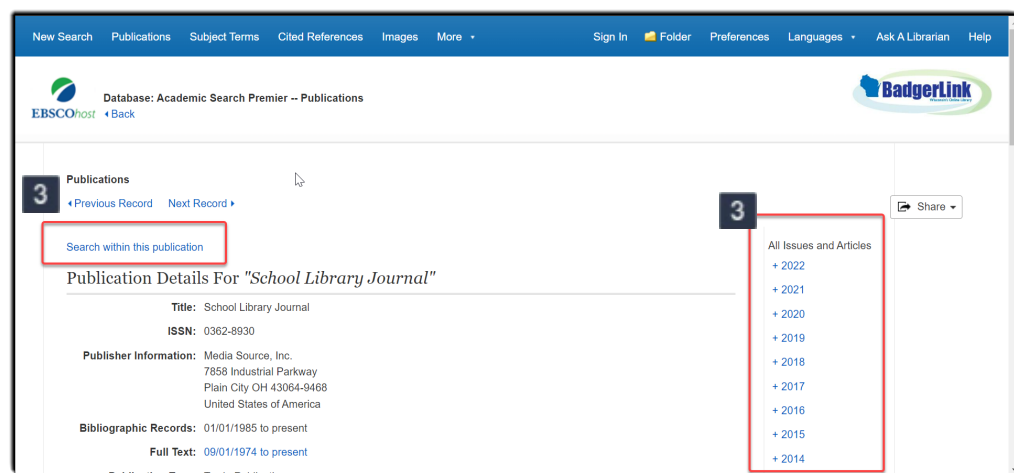 New Search Publications Subject Terms Cited References Images More Sign In Folder Preferences Languages Ask A Librarian Help
EBSCOhost
Database: Academic Search Premier -- Publications
Back
BadgerLink
Wisconsin's Online Library
Publications
3
Previous Record Next Record
3
Share
Search within this publication
Publication Details For "School Library Journal"
Title: School Library Journal
ISSN: 0362-8930
Publisher Information: Media Source, Inc.
7858 Industrial Parkway
Plain City OH 43064-9468
United States of America
Bibliographic Records: 01/01/1985 to present
Full Text: 09/01/1974 to present
All Issues and Articles
+ 2022
+ 2021
+ 2020
+ 2019
+ 2018
+ 2017
+ 2016
+ 2015
+ 2014